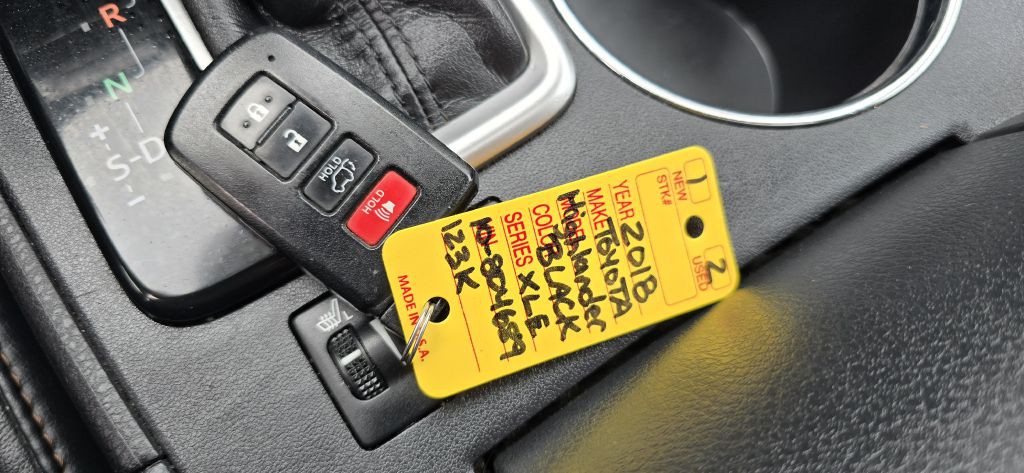 R
N
+
S-D
-
HOLD
HOLD
1 2
NEW USED
STK#
YEAR 2018
MAKE TOYOTA
MODEL Highlander
COLOR BLACK
SERIES XLE
123K
MADE IN U.S.A.